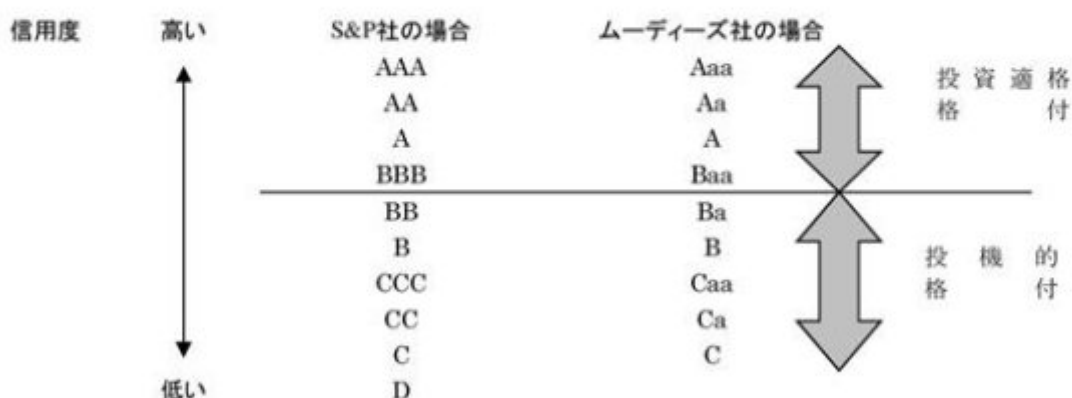 信用度 高い S&P社の場合 ムーディーズ社の場合
AAA Aaa
AA Aa
A A
BBB Baa
BB Ba
B B
CCC Caa
CC Ca
C C
低い D
投資適格
格付
投機的
格付